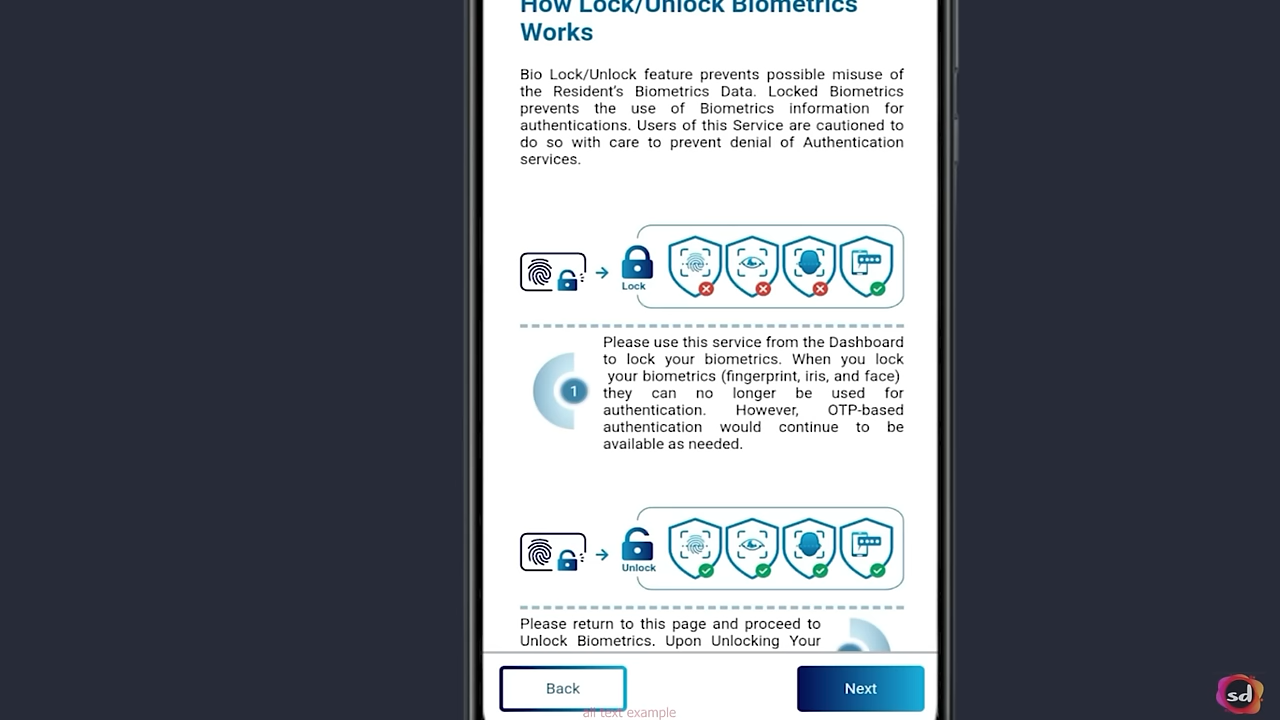 How Lock/Unlock Biometrics
Works
Bio Lock/Unlock feature prevents possible misuse of
the Resident's Biometrics Data. Locked Biometrics
prevents the use of Biometrics information for
authentications. Users of this Service are cautioned to
do so with care to prevent denial of Authentication
services.
Lock
Please use this service from the Dashboard
to lock your biometrics. When you lock
your biometrics (fingerprint, iris, and face)
they can no longer be used for
1
authentication. However, OTP-based
authentication would continue to be
available as needed.
Unlock
Please return to this page and proceed to
Unlock Biometrics. Upon Unlocking Your
Back
Next
sd
alt text example